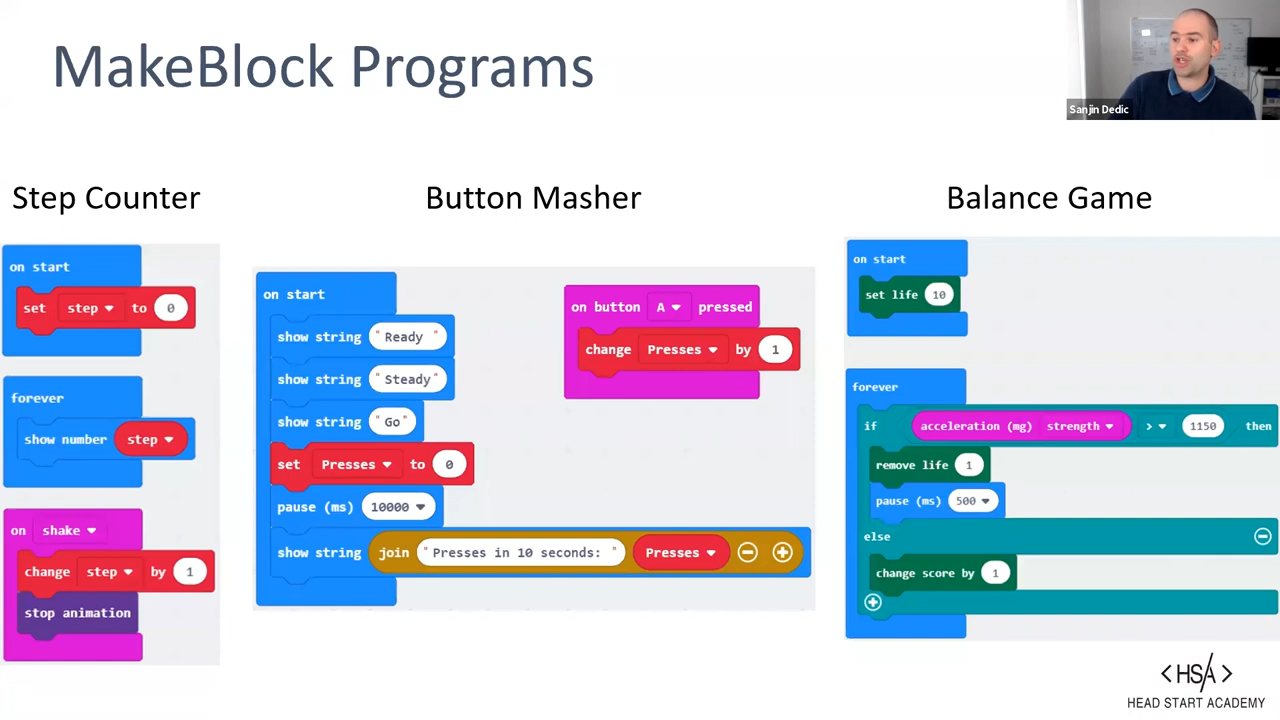 MakeBlock Programs
Sanjin Dedic
Step Counter
on start
set step to 0
forever
show number step
on shake
change step by 1
stop animation
Button Masher
on start
show string "Ready "
show string "Steady"
show string "Go"
set Presses to 0
pause (ms) 10000
show string join "Presses in 10 seconds: " Presses
on button A pressed
change Presses by 1
Balance Game
on start
set life 10
forever
if acceleration (mg) strength > 1150 then
remove life 1
pause (ms) 500
else
change score by 1
<HSA>
HEAD START ACADEMY